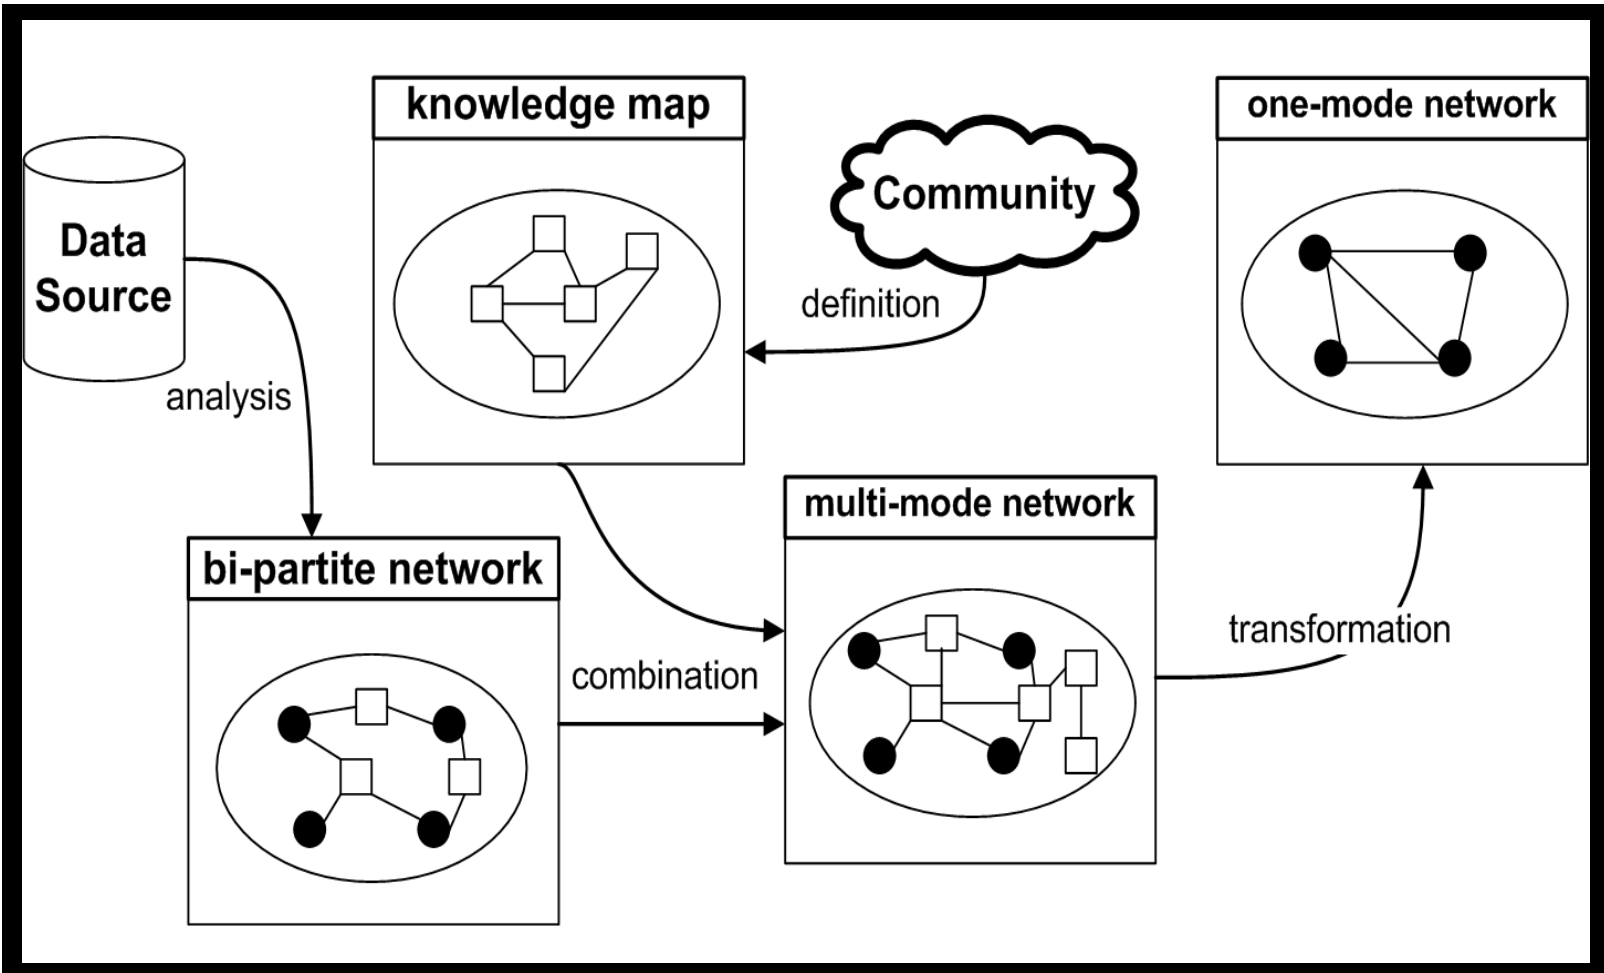 knowledge map
one-mode network
Community
Data
Source
definition
analysis
multi-mode network
bi-partite network
transformation
combination